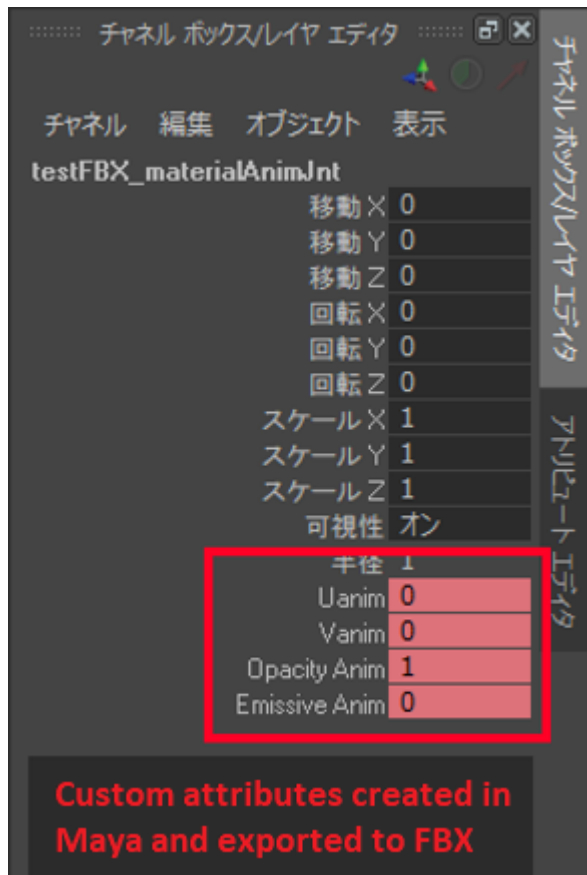 チャネル ボックス/レイヤ エディタ
チャネル 編集 オブジェクト 表示
testFBX_materialAnimJnt
移動 X 0
移動 Y 0
移動 Z 0
回転 X 0
回転 Y 0
回転 Z 0
スケール X 1
スケール Y 1
スケール Z 1
可視性 オン
半径 1
Uanim 0
Vanim 0
Opacity Anim 1
Emissive Anim 0
Custom attributes created in
Maya and exported to FBX
チャネル ボックス/レイヤ エディタ
アトリビュート エディタ